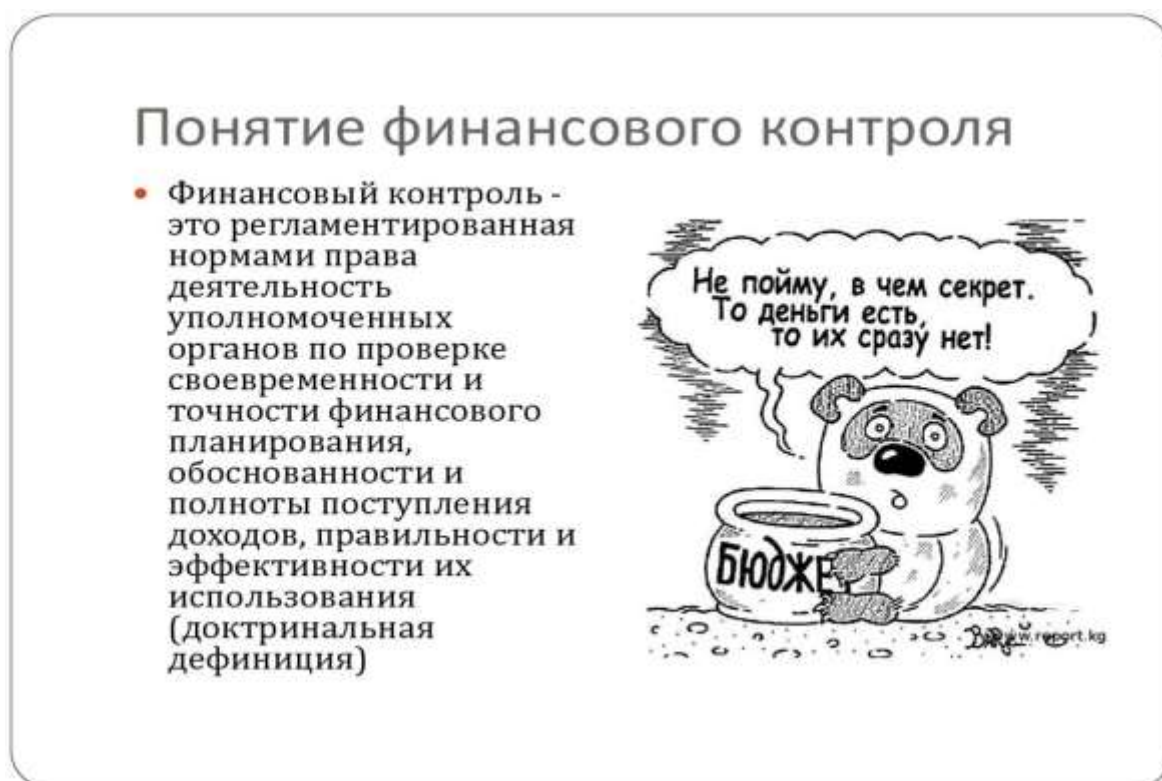 Понятие финансового контроля
• Финансовый контроль -
это регламентированная
нормами права
деятельность
уполномоченных
органов по проверке
своевременности и
точности финансового
планирования,
обоснованности и
полноты поступления
доходов, правильности и
эффективности их
использования
(доктринальная
дефиниция)
Не пойму, в чем секрет.
То деньги есть,
то их сразу нет!
БЮДЖЕ
www.report.kg